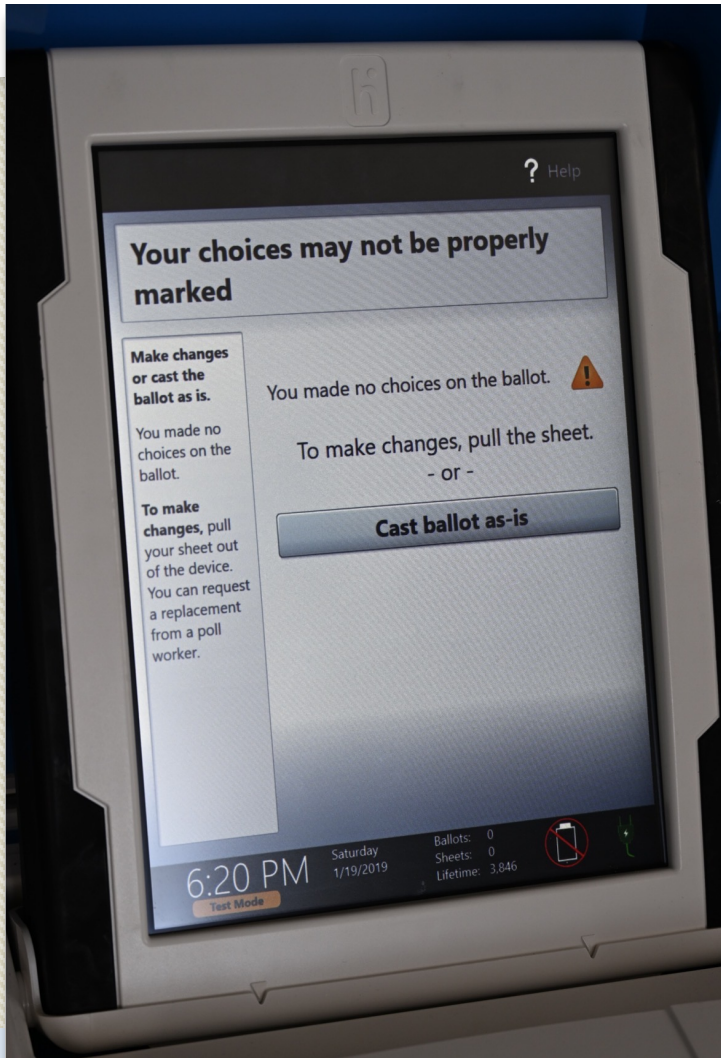 ? Help
Your choices may not be properly
marked
Make changes
or cast the
ballot as is.
You made no
choices on the
ballot.
To make
changes, pull
your sheet out
of the device.
You can request
a replacement
from a poll
worker.
You made no choices on the ballot.
To make changes, pull the sheet.
- or -
Cast ballot as-is
6:20 PM
Test Mode
Saturday
1/19/2019
Ballots: 0
Sheets: 0
Lifetime: 3,846